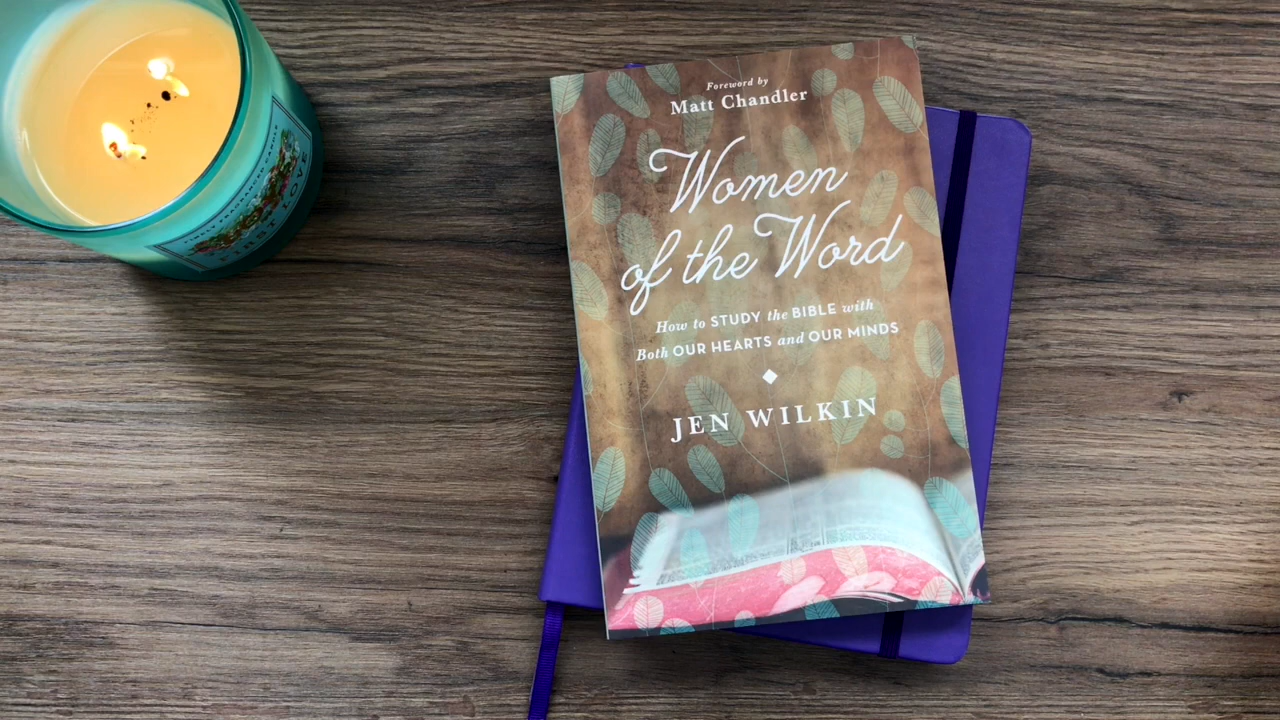 Foreword by
Matt Chandler
Women
of the Word
How to STUDY the BIBLE with
Both OUR HEARTS and OUR MINDS
JEN WILKIN